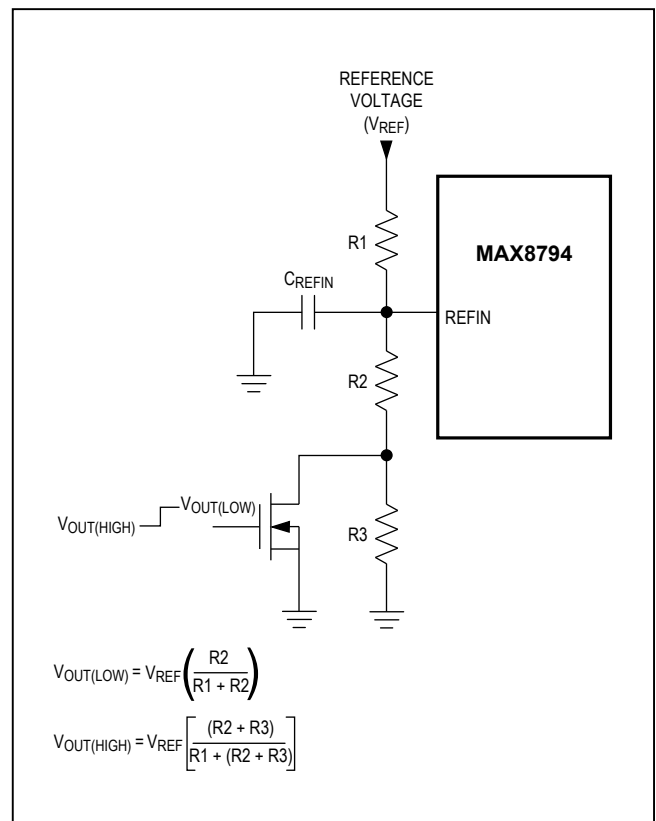 REFERENCE
VOLTAGE
(VREF)
R1
MAX8794
CREFIN
REFIN
R2
VOUT(LOW)
VOUT(HIGH)
R3
VOUT(LOW) = VREF(R2 / R1 + R2)
VOUT(HIGH) = VREF[(R2 + R3) / R1 + (R2 + R3)]